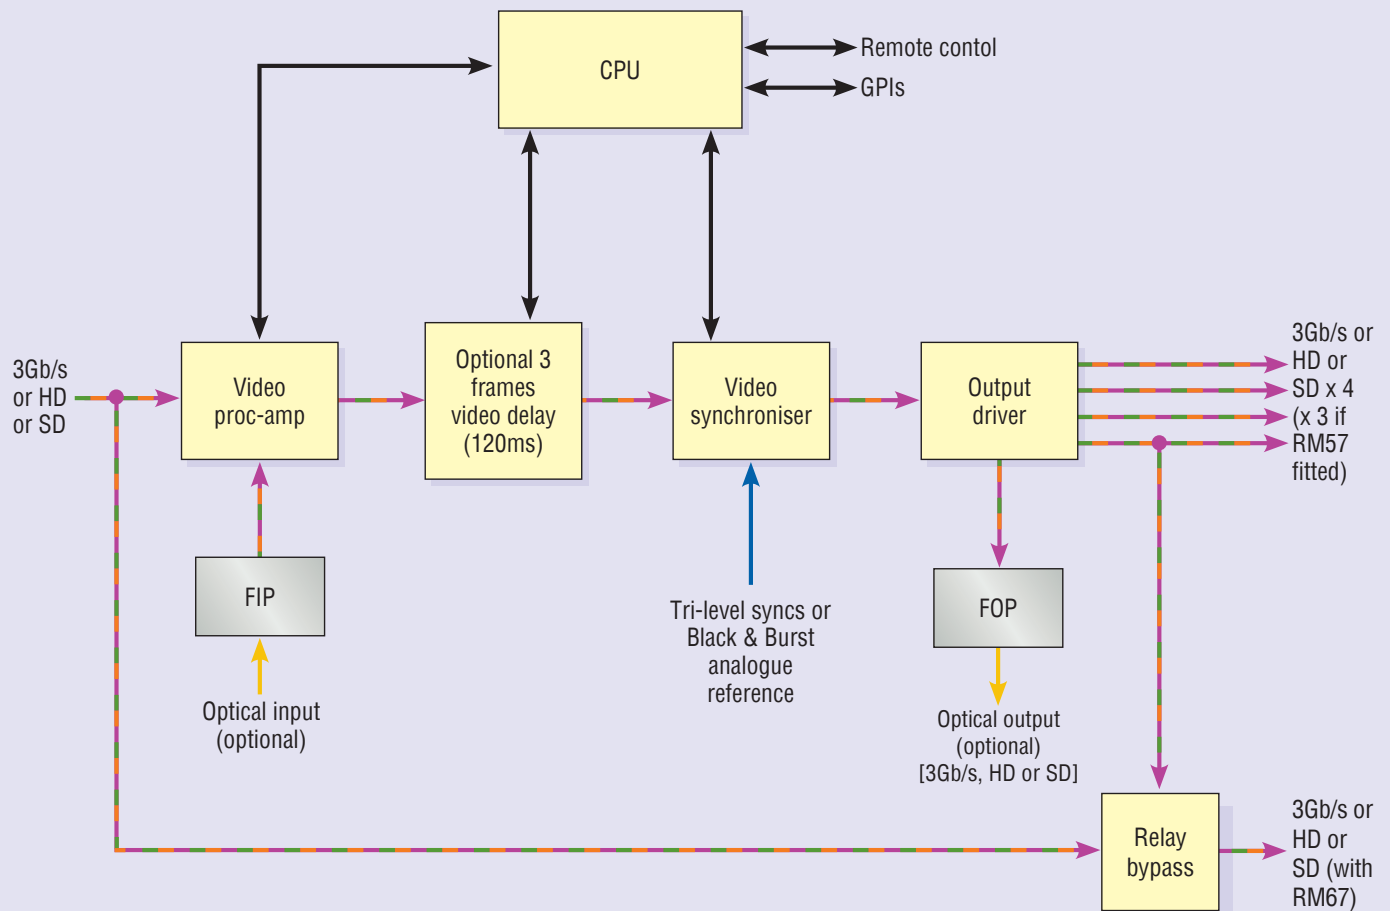 CPU
Remote contol
GPIs
3Gb/s
or HD
or SD
Video
proc-amp
Optional 3
frames
video delay
(120ms)
Video
synchroniser
Output
driver
3Gb/s or
HD or
SD x 4
(x 3 if
RM57
fitted)
FIP
Optical input
(optional)
Tri-level syncs or
Black & Burst
analogue
reference
FOP
Optical output
(optional)
[3Gb/s, HD or SD]
Relay
bypass
3Gb/s or
HD or
SD (with
RM67)